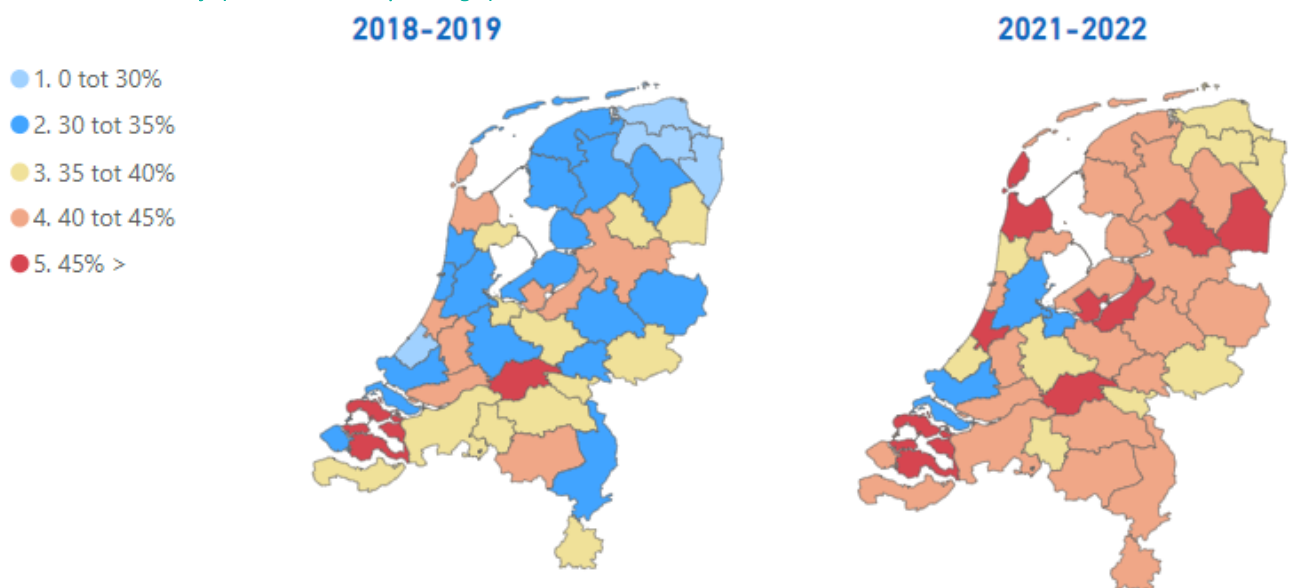 2018-2019
2021-2022
1. 0 tot 30%
2. 30 tot 35%
3. 35 tot 40%
4. 40 tot 45%
5. 45% >